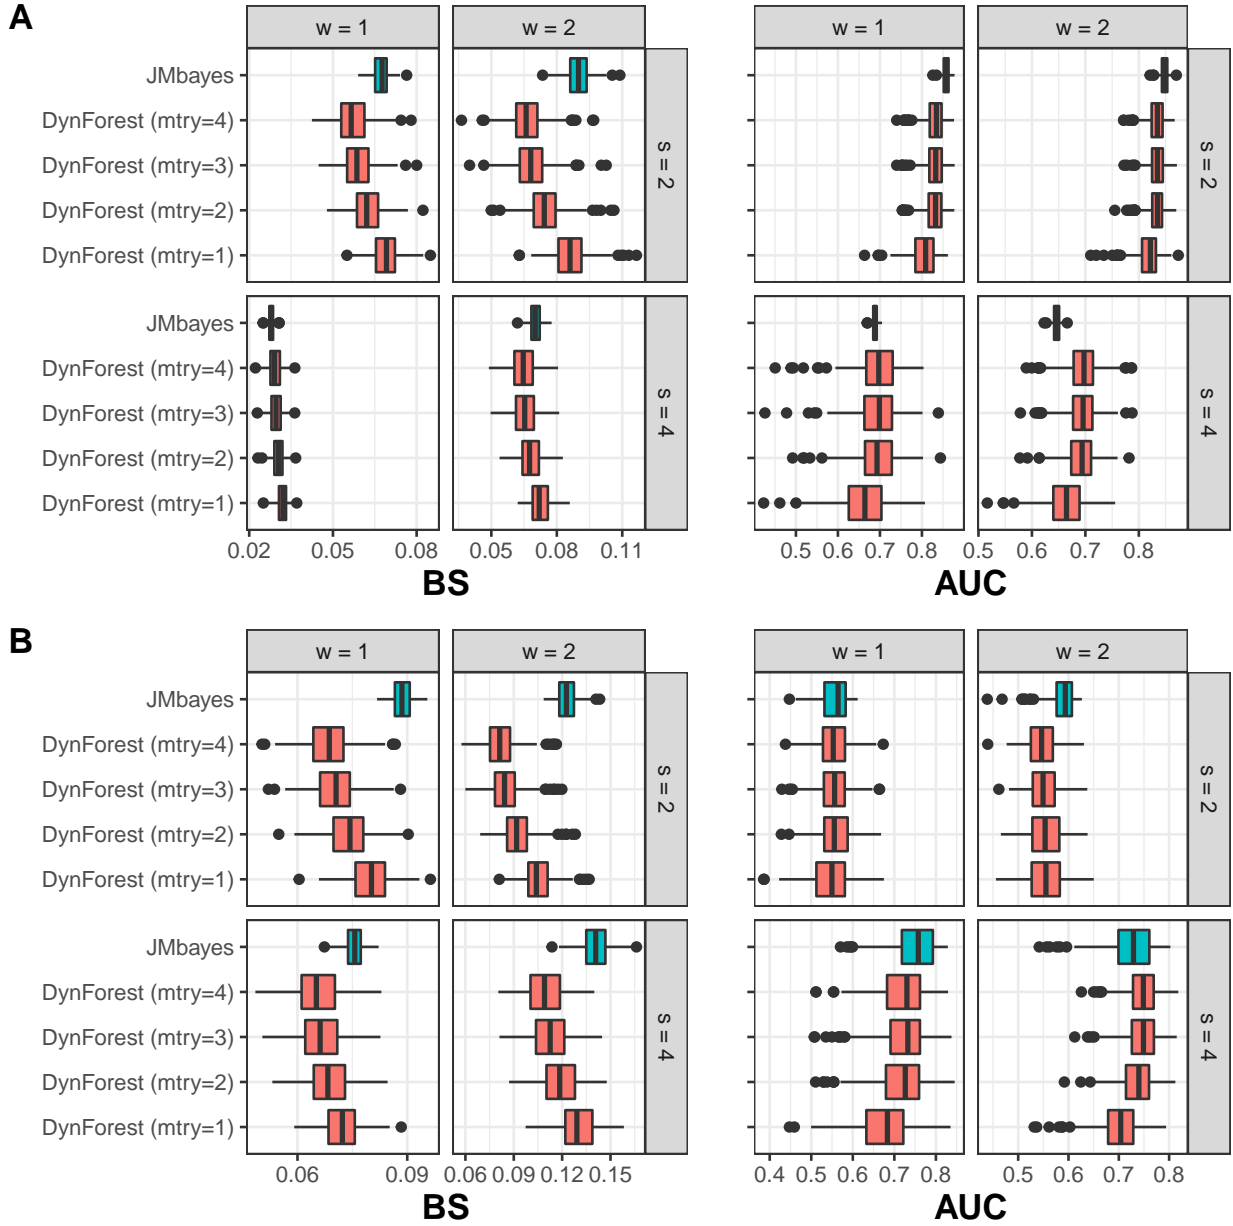 A
w = 1
w = 2
w = 1
w = 2
JMbayes
DynForest (mtry=4)
DynForest (mtry=3)
DynForest (mtry=2)
DynForest (mtry=1)
s = 2
s = 2
JMbayes
DynForest (mtry=4)
DynForest (mtry=3)
DynForest (mtry=2)
DynForest (mtry=1)
s = 4
s = 4
0.02 0.05 0.08
0.05 0.08 0.11
0.5 0.6 0.7 0.8
0.5 0.6 0.7 0.8
BS
AUC
B
w = 1
w = 2
w = 1
w = 2
JMbayes
DynForest (mtry=4)
DynForest (mtry=3)
DynForest (mtry=2)
DynForest (mtry=1)
s = 2
s = 2
JMbayes
DynForest (mtry=4)
DynForest (mtry=3)
DynForest (mtry=2)
DynForest (mtry=1)
s = 4
s = 4
0.06 0.09
0.06 0.09 0.12 0.15
0.4 0.5 0.6 0.7 0.8
0.5 0.6 0.7 0.8
BS
AUC